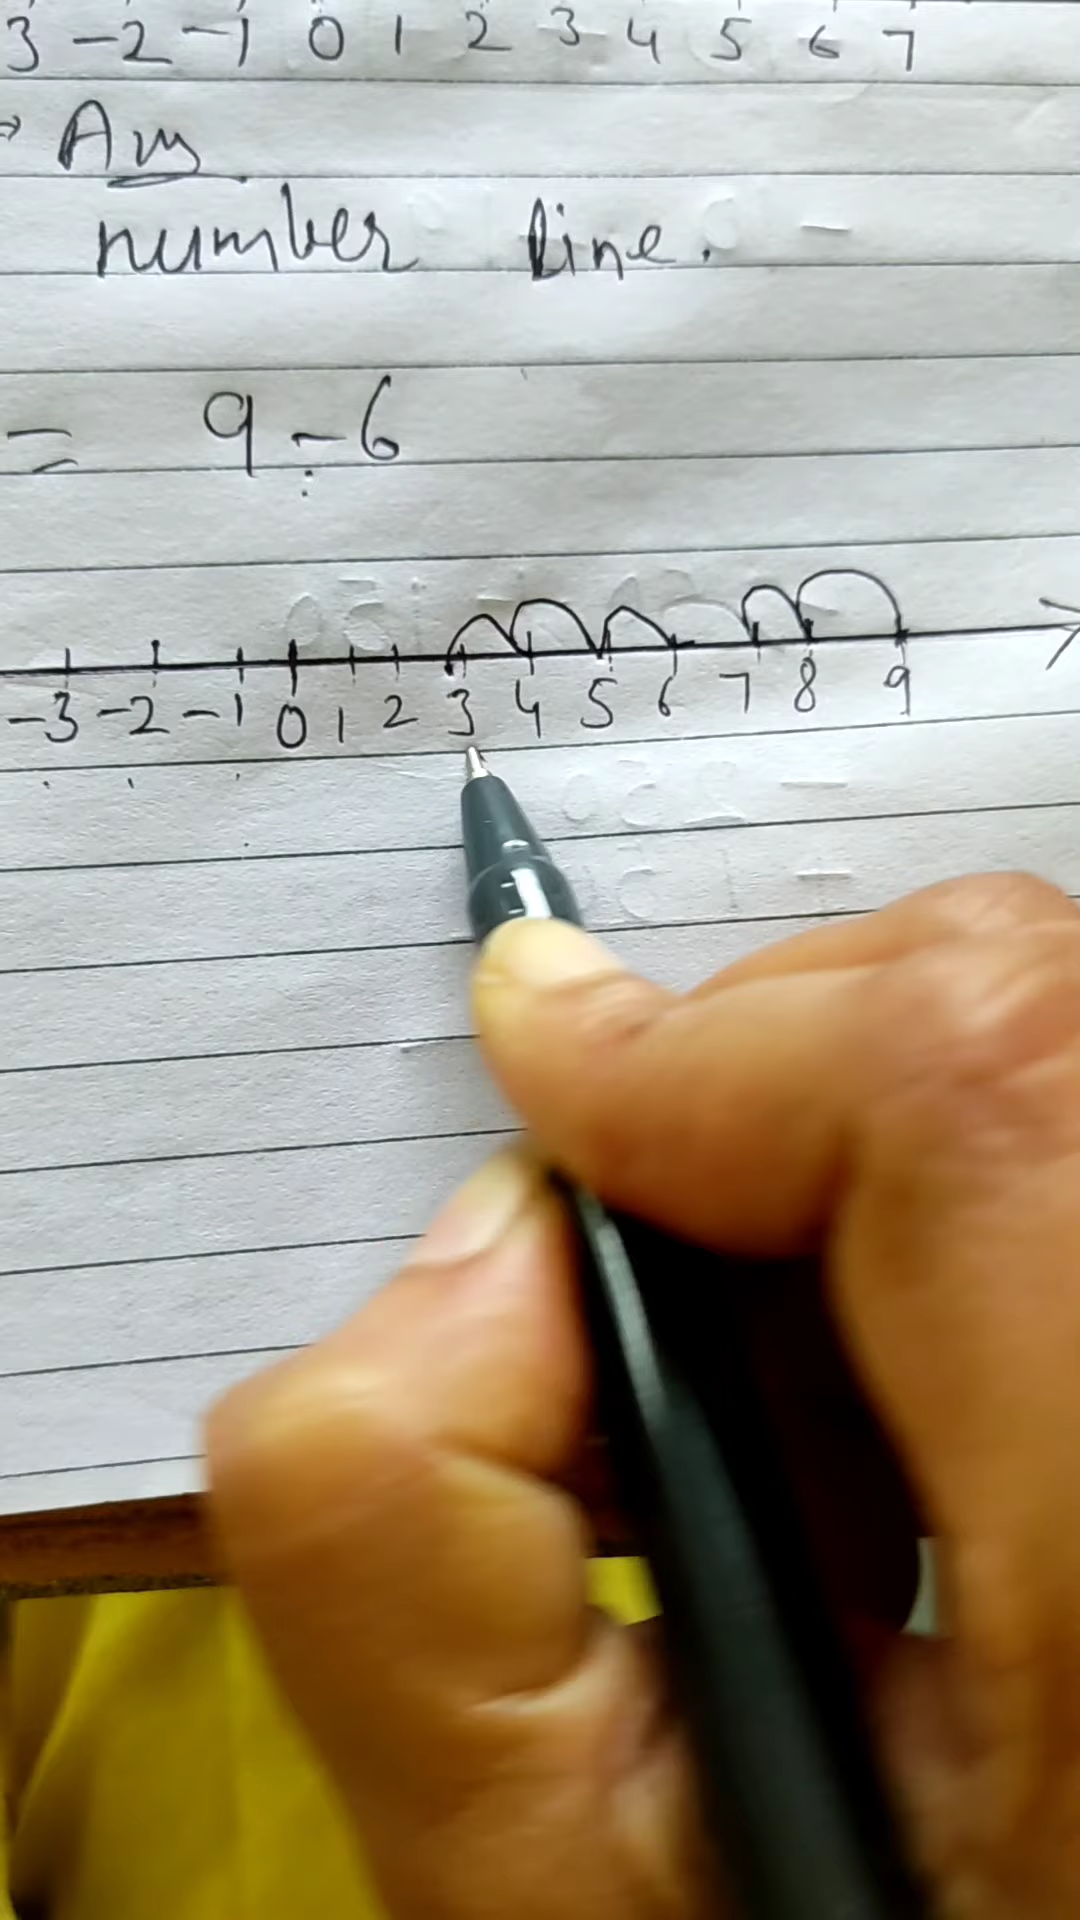 3 -2 -1 0 1 2 3 4 5 6 7
→ Ans
number line.
= 9 - 6
-3 -2 -1 0 1 2 3 4 5 6 7 8 9